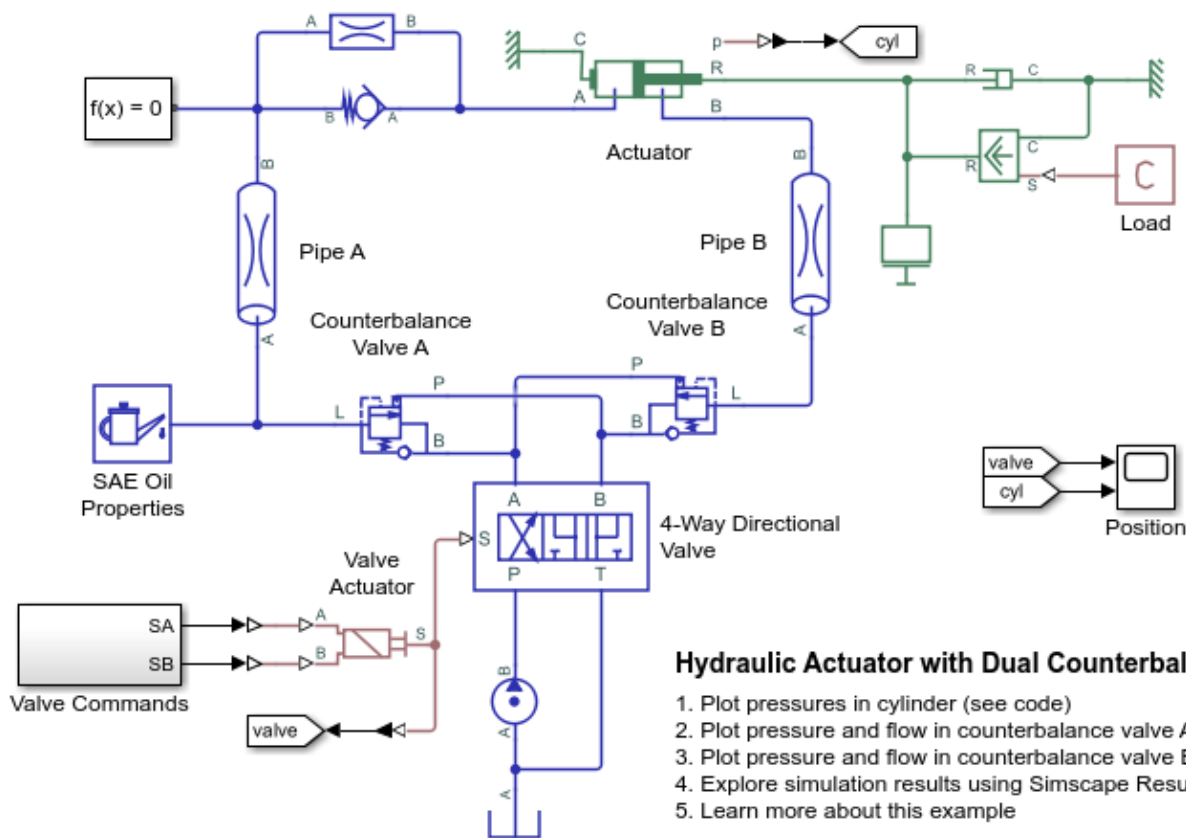 A
B
C
p
cyl
R
R
C
f(x) = 0
B
A
A
B
Actuator
C
R
S
C
Load
B
B
Pipe A
Pipe B
A
A
Counterbalance
Valve A
Counterbalance
Valve B
P
P
L
L
B
B
SAE Oil
Properties
valve
cyl
Position
A
B
S
P
T
4-Way Directional
Valve
Valve
Actuator
SA
SB
A
B
S
Valve Commands
valve
B
A
A
Hydraulic Actuator with Dual Counterbal
1. Plot pressures in cylinder (see code)
2. Plot pressure and flow in counterbalance valve A
3. Plot pressure and flow in counterbalance valve B
4. Explore simulation results using Simscape Resu
5. Learn more about this example